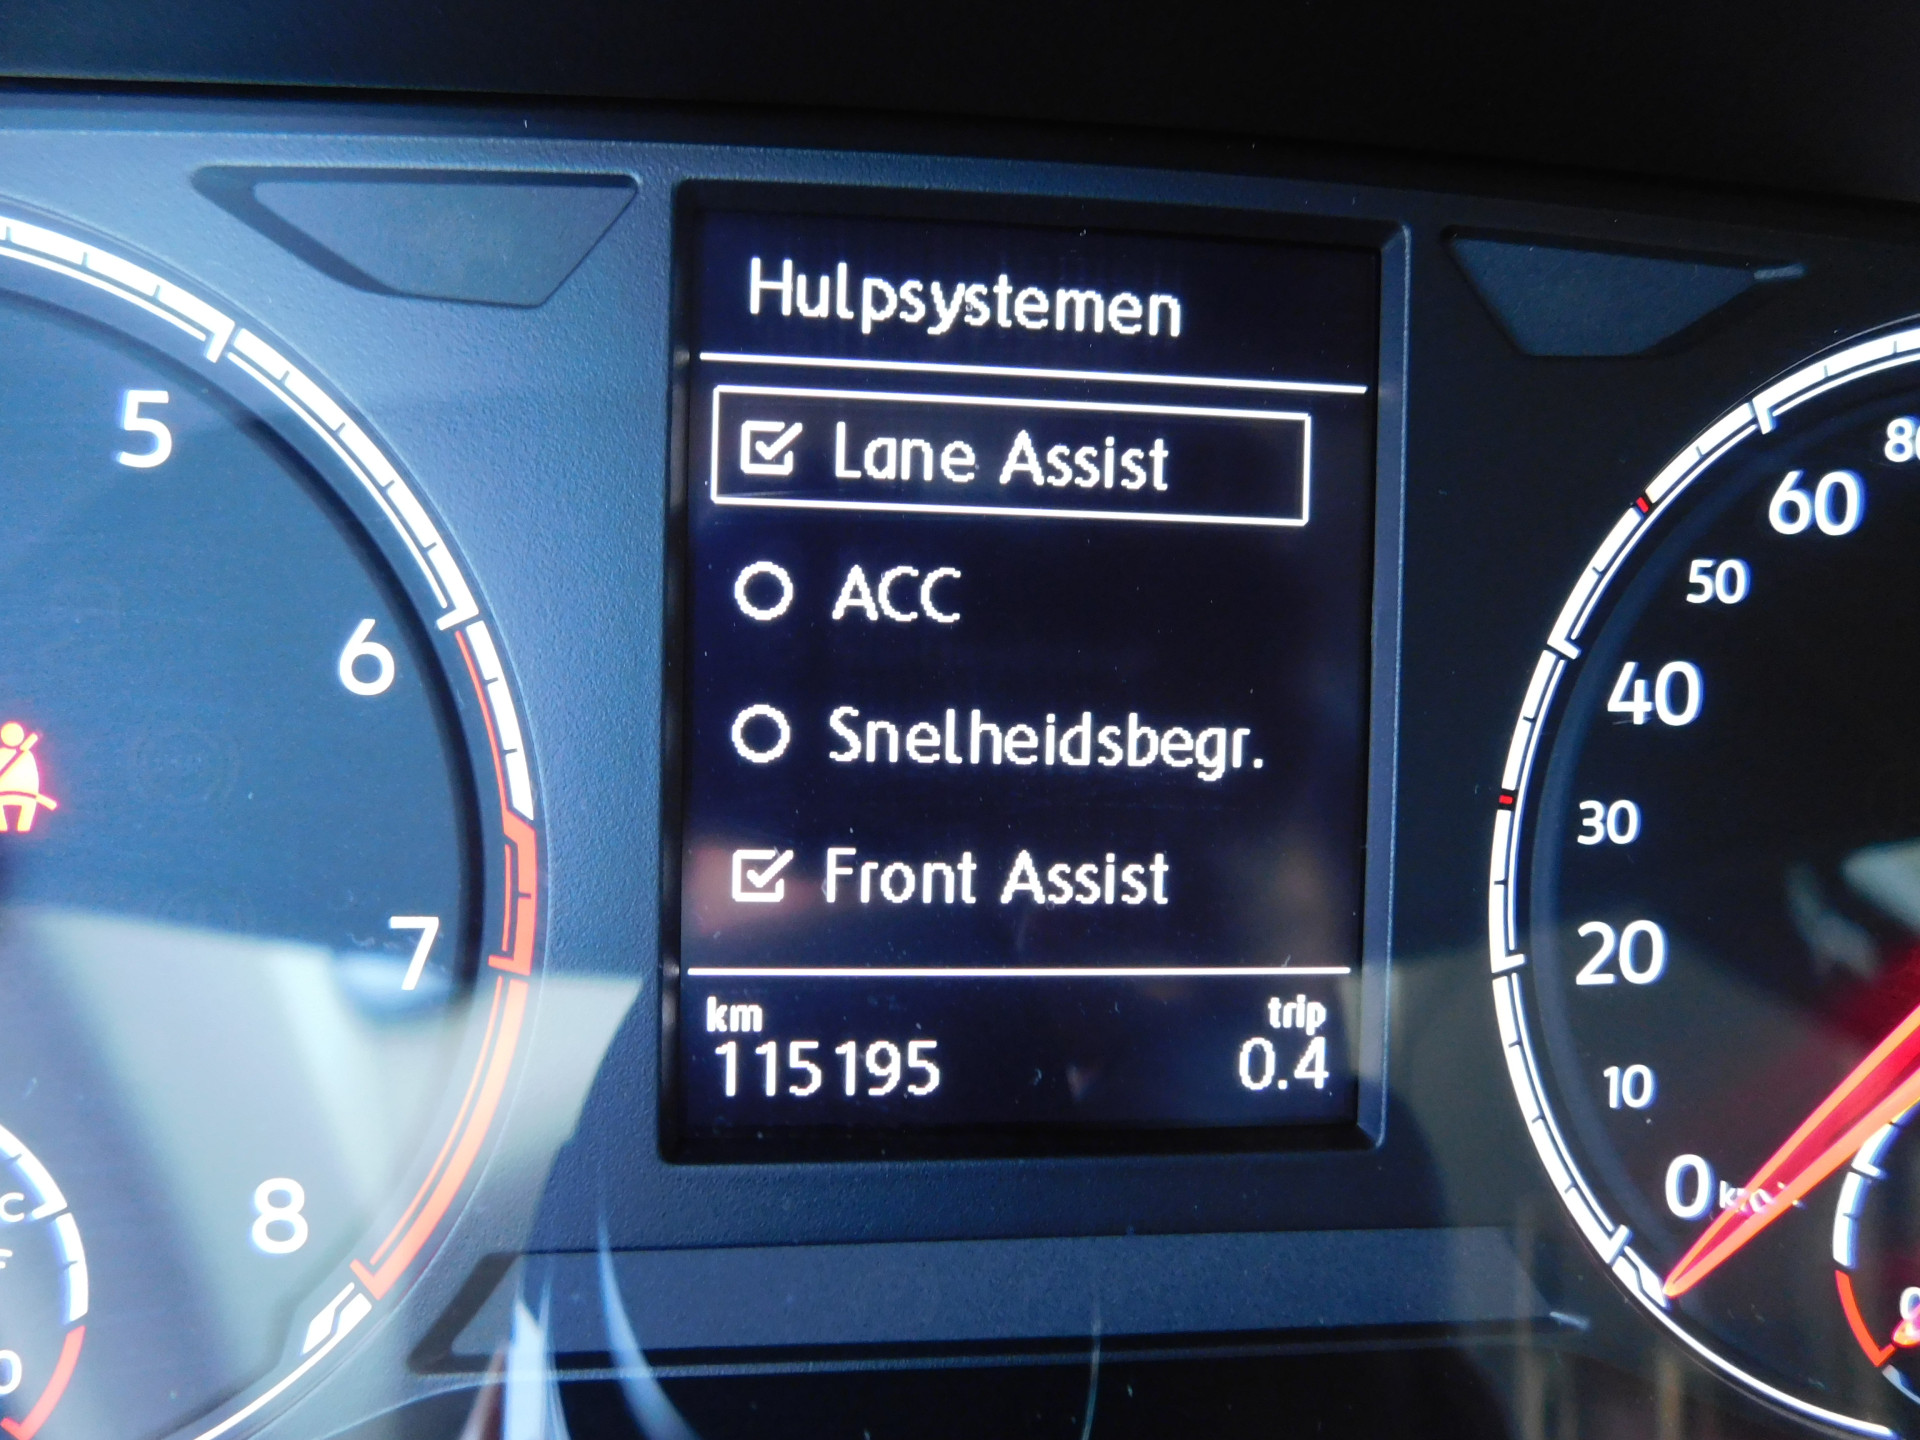 Hulpsystemen
Lane Assist
ACC
Snelheidsbegr.
Front Assist
km
trip
115195
0.4
5
6
7
8
60
50
40
30
20
10
0